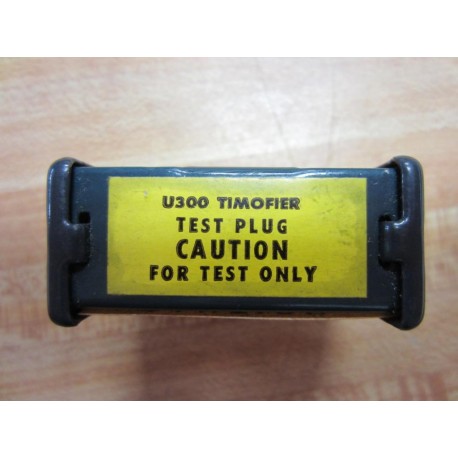 U300 TIMOFIER
TEST PLUG
CAUTION
FOR TEST ONLY